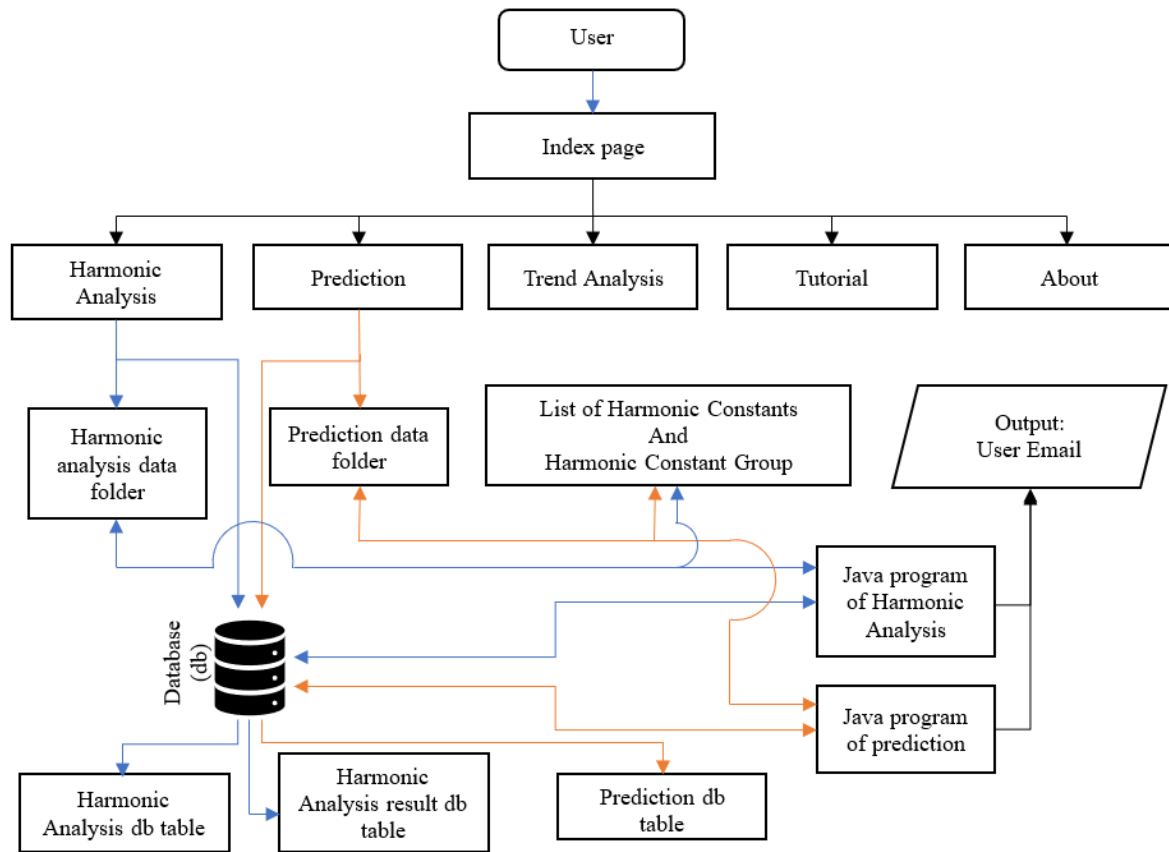 User
Index page
Harmonic
Analysis
Prediction
Trend Analysis
Tutorial
About
Harmonic
analysis data
folder
Prediction data
folder
List of Harmonic Constants
And
Harmonic Constant Group
Output:
User Email
Java program
of Harmonic
Analysis
Database
(db)
Java program
of prediction
Harmonic
Analysis db table
Harmonic
Analysis result db
table
Prediction db
table